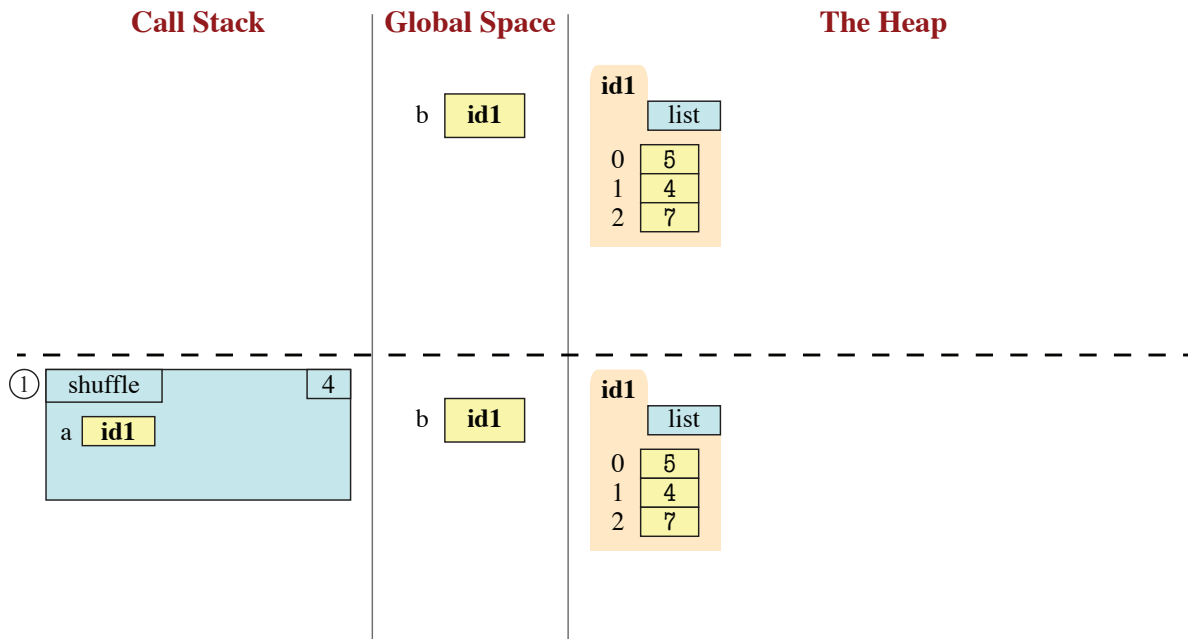 Call Stack Global Space The Heap
id1
b id1 list
0 5
1 4
2 7
1 shuffle 4
id1
a id1 b id1 list
0 5
1 4
2 7